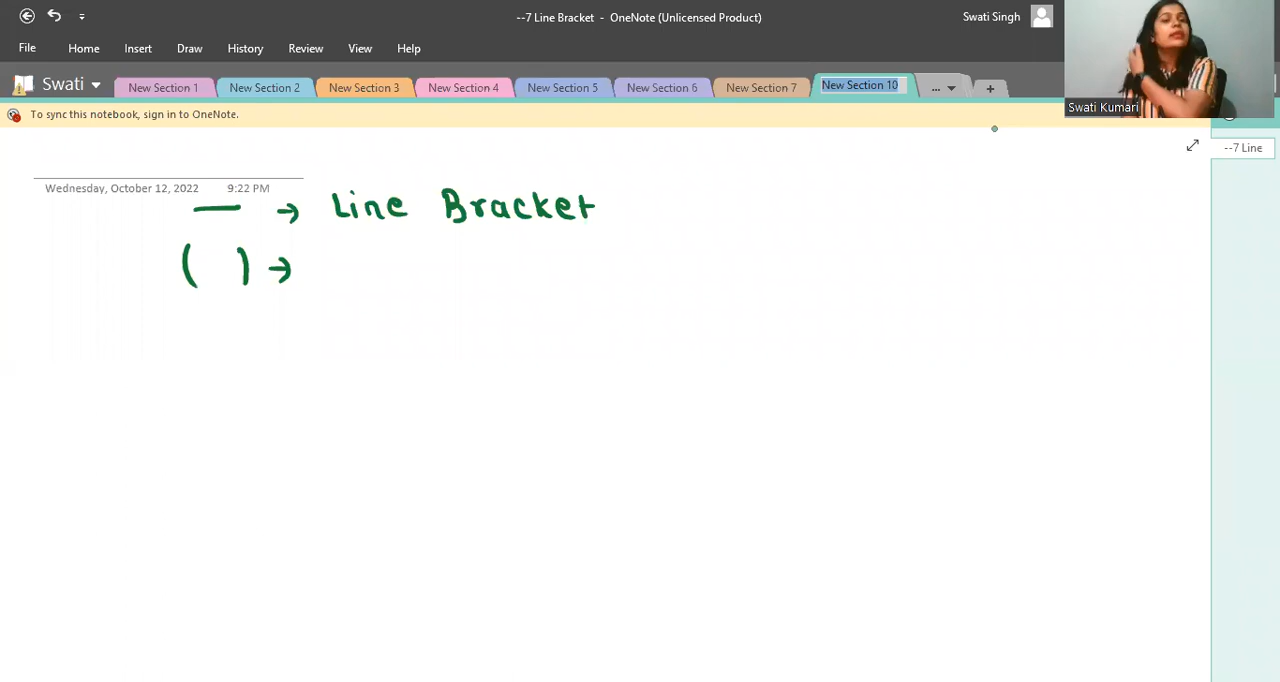 --7 Line Bracket - OneNote (Unlicensed Product)
Swati Singh
File Home Insert Draw History Review View Help
Swati New Section 1 New Section 2 New Section 3 New Section 4 New Section 5 New Section 6 New Section 7 New Section 10 ... +
Swati Kumari
To sync this notebook, sign in to OneNote.
--7 Line
Wednesday, October 12, 2022 9:22 PM
— → Line Bracket
( ) →